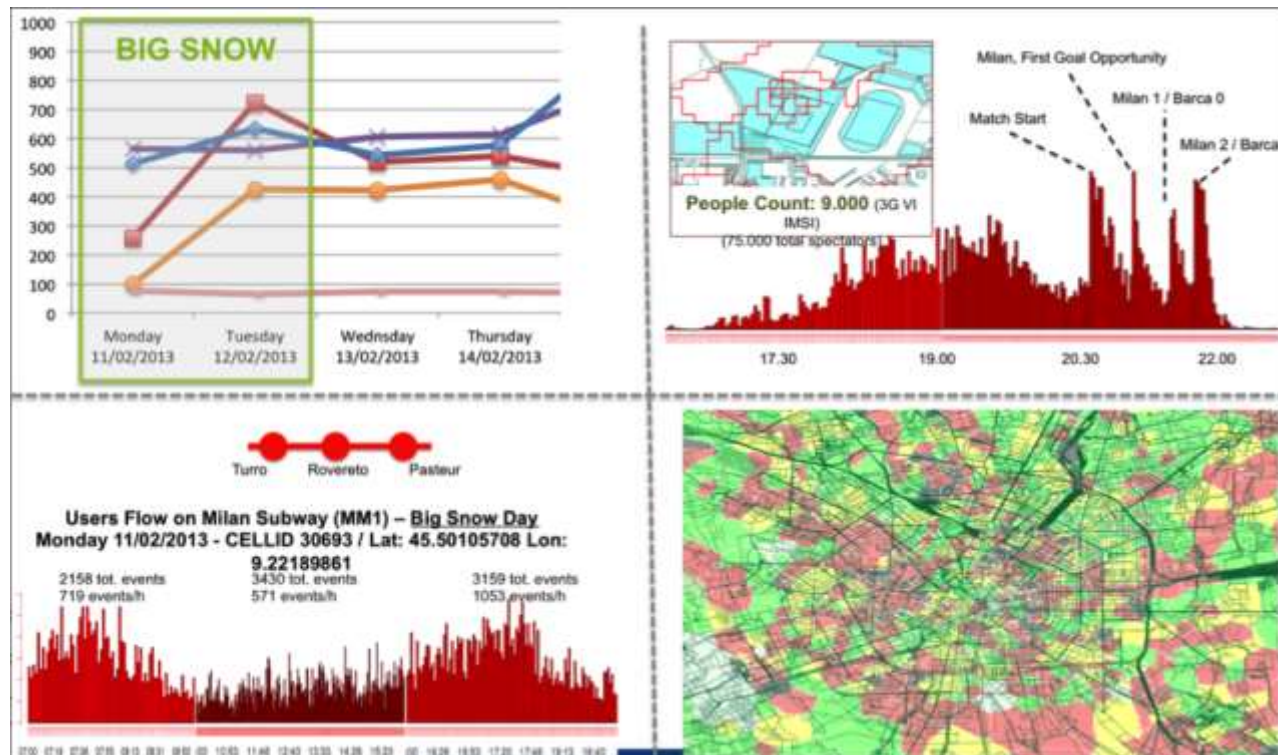 1000
900
800
700
600
500
400
300
200
100
0
BIG SNOW
Monday
11/02/2013
Tuesday
12/02/2013
Wednsday
13/02/2013
Thursday
14/02/2013
Milan, First Goal Opportunity
Milan 1 / Barca 0
Match Start
Milan 2 / Barca
People Count: 9.000 (3G VI
IMSI)
(75.000 total spectators)
17.30
19.00
20.30
22.00
Turro
Rovereto
Pasteur
Users Flow on Milan Subway (MM1) – Big Snow Day
Monday 11/02/2013 - CELLID 30693 / Lat: 45.50105708 Lon:
9.22189861
2158 tot. events
719 events/h
3430 tot. events
571 events/h
3159 tot. events
1053 events/h